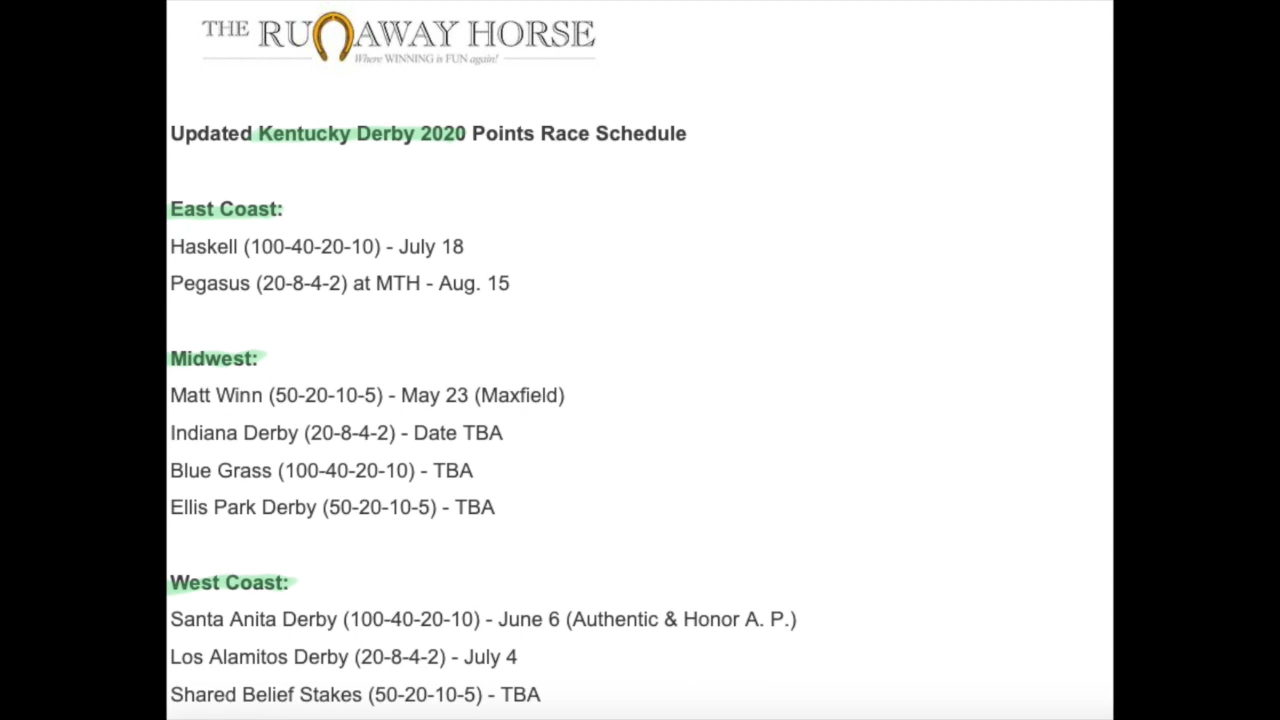 THE RUNAWAY HORSE
Where WINNING is FUN again!
Updated Kentucky Derby 2020 Points Race Schedule
East Coast:
Haskell (100-40-20-10) - July 18
Pegasus (20-8-4-2) at MTH - Aug. 15
Midwest:
Matt Winn (50-20-10-5) - May 23 (Maxfield)
Indiana Derby (20-8-4-2) - Date TBA
Blue Grass (100-40-20-10) - TBA
Ellis Park Derby (50-20-10-5) - TBA
West Coast:
Santa Anita Derby (100-40-20-10) - June 6 (Authentic & Honor A. P.)
Los Alamitos Derby (20-8-4-2) - July 4
Shared Belief Stakes (50-20-10-5) - TBA